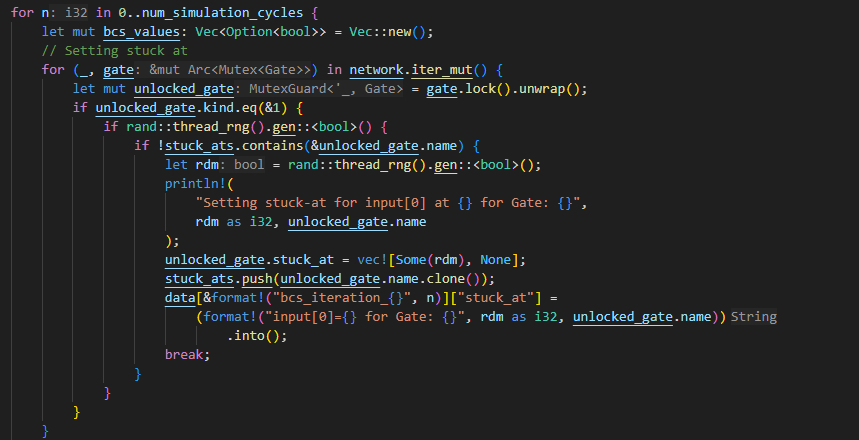 for n: i32 in 0..num_simulation_cycles {
    let mut bcs_values: Vec<Option<bool>> = Vec::new();
    // Setting stuck at
    for (_, gate: &mut Arc<Mutex<Gate>>) in network.iter_mut() {
        let mut unlocked_gate: MutexGuard<'_, Gate> = gate.lock().unwrap();
        if unlocked_gate.kind.eq(&1) {
            if rand::thread_rng().gen::<bool>() {
                if !stuck_ats.contains(&unlocked_gate.name) {
                    let rdm: bool = rand::thread_rng().gen::<bool>();
                    println!(
                        "Setting stuck-at for input[0] at {} for Gate: {}",
                        rdm as i32, unlocked_gate.name
                    );
                    unlocked_gate.stuck_at = vec![Some(rdm), None];
                    stuck_ats.push(unlocked_gate.name.clone());
                    data[&format!("bcs_iteration_{}", n)]["stuck_at"] =
                        (format!("input[0]={} for Gate: {}", rdm as i32, unlocked_gate.name)) String
                            .into();
                    break;
                }
            }
        }
    }